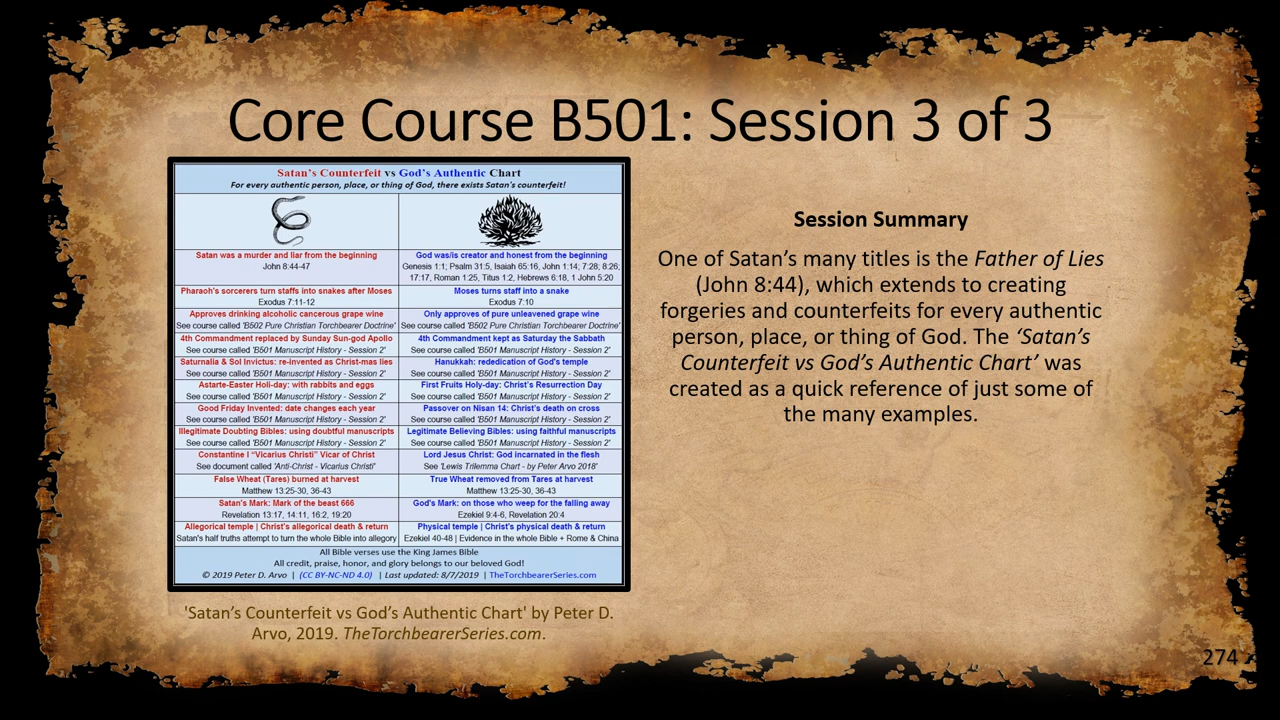 Core Course B501: Session 3 of 3
Satan's Counterfeit vs God's Authentic Chart
For every authentic person, place, or thing of God, there exists Satan's counterfeit!
Satan was a murder and liar from the beginning
John 8:44-47
God was/is creator and honest from the beginning
Genesis 1:1; Psalm 31:5, Isaiah 65:16, John 1:14; 7:28; 8:26;
17:17, Roman 1:25, Titus 1:2, Hebrews 6:18, 1 John 5:20
Pharaoh's sorcerers turn staffs into snakes after Moses
Exodus 7:11-12
Moses turns staff into a snake
Exodus 7:10
Approves drinking alcoholic cancerous grape wine
See course called 'B502 Pure Christian Torchbearer Doctrine'
Only approves of pure unleavened grape wine
See course called 'B502 Pure Christian Torchbearer Doctrine'
4th Commandment replaced by Sunday Sun-god Apollo
See course called 'B501 Manuscript History - Session 2'
4th Commandment kept as Saturday the Sabbath
See course called 'B501 Manuscript History - Session 2'
Saturnalia & Sol Invictus: re-invented as Christ-mas lies
See course called 'B501 Manuscript History - Session 2'
Hanukkah: rededication of God's temple
See course called 'B501 Manuscript History - Session 2'
Astarte-Easter Holi-day: with rabbits and eggs
See course called 'B501 Manuscript History - Session 2'
First Fruits Holy-day: Christ's Resurrection Day
See course called 'B501 Manuscript History - Session 2'
Good Friday Invented: date changes each year
See course called 'B501 Manuscript History - Session 2'
Passover on Nisan 14: Christ's death on cross
See course called 'B501 Manuscript History - Session 2'
Illegitimate Doubting Bibles: using doubtful manuscripts
See course called 'B501 Manuscript History - Session 2'
Legitimate Believing Bibles: using faithful manuscripts
See course called 'B501 Manuscript History - Session 2'
Constantine I "Vicarius Christi" Vicar of Christ
See document called 'Anti-Christ - Vicarius Christi'
Lord Jesus Christ: God incarnated in the flesh
See 'Lewis Trilemma Chart - by Peter Arvo 2018'
False Wheat (Tares) burned at harvest
Matthew 13:25-30, 36-43
True Wheat removed from Tares at harvest
Matthew 13:25-30, 36-43
Satan's Mark: Mark of the beast 666
Revelation 13:17, 14:11, 16:2, 19:20
God's Mark: on those who weep for the falling away
Ezekiel 9:4-6, Revelation 20:4
Allegorical temple | Christ's allegorical death & return
Satan's half truths attempt to turn the whole Bible into allegory
Physical temple | Christ's physical death & return
Ezekiel 40-48 | Evidence in the whole Bible + Rome & China
All Bible verses use the King James Bible
All credit, praise, honor, and glory belongs to our beloved God!
© 2019 Peter D. Arvo | (CC BY-NC-ND 4.0) | Last updated: 8/7/2019 | TheTorchbearerSeries.com
'Satan's Counterfeit vs God's Authentic Chart' by Peter D.
Arvo, 2019. TheTorchbearerSeries.com.
Session Summary
One of Satan's many titles is the Father of Lies
(John 8:44), which extends to creating
forgeries and counterfeits for every authentic
person, place, or thing of God. The 'Satan's
Counterfeit vs God's Authentic Chart' was
created as a quick reference of just some of
the many examples.
274